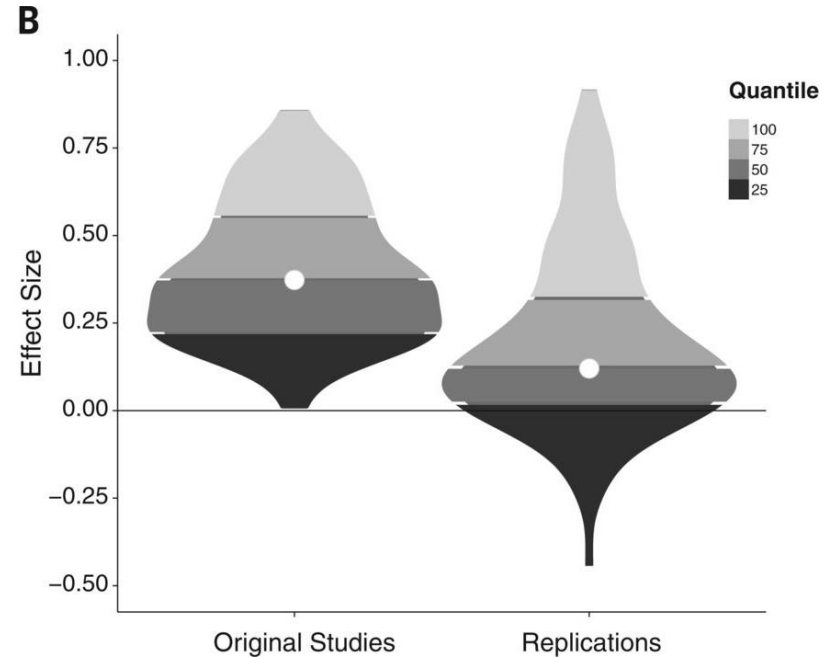 B
1.00
0.75
0.50
0.25
0.00
−0.25
−0.50
Effect Size
Original Studies
Replications
Quantile
100
75
50
25